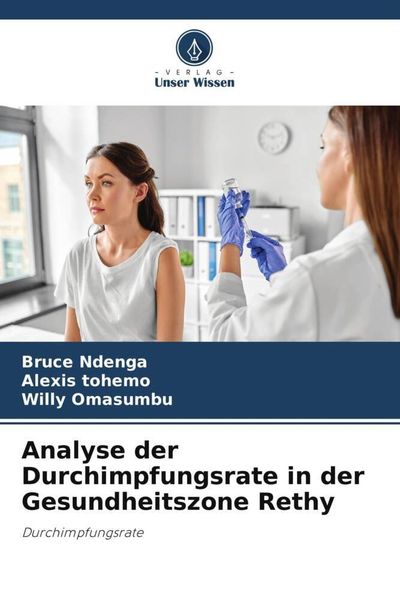 - VERLAG -
Unser Wissen
Bruce Ndenga
Alexis tohemo
Willy Omasumbu
Analyse der
Durchimpfungsrate in der
Gesundheitszone Rethy
Durchimpfungsrate